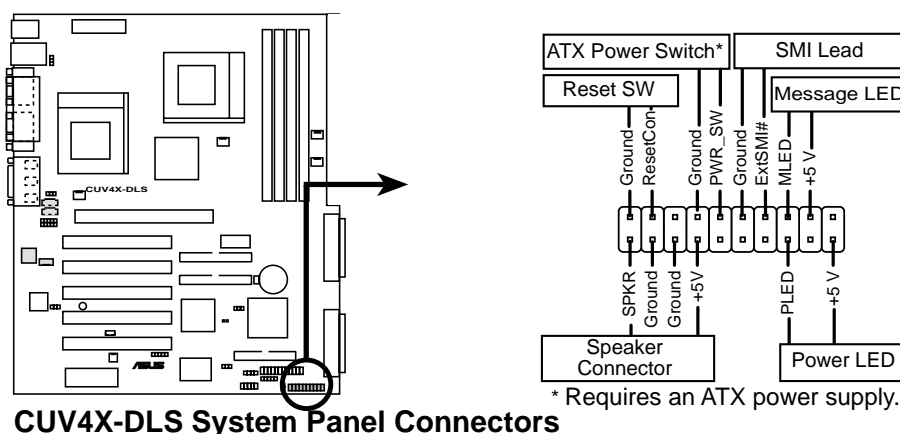 ATX Power Switch*
SMI Lead
Reset SW
Message LED
Ground
ResetCon
Ground
PWR_SW
Ground
ExtSMI#
MLED
+5 V
CUV4X-DLS
SPKR
Ground
Ground
+5V
PLED
+5 V
Speaker
Connector
Power LED
ASUS
* Requires an ATX power supply.
CUV4X-DLS System Panel Connectors